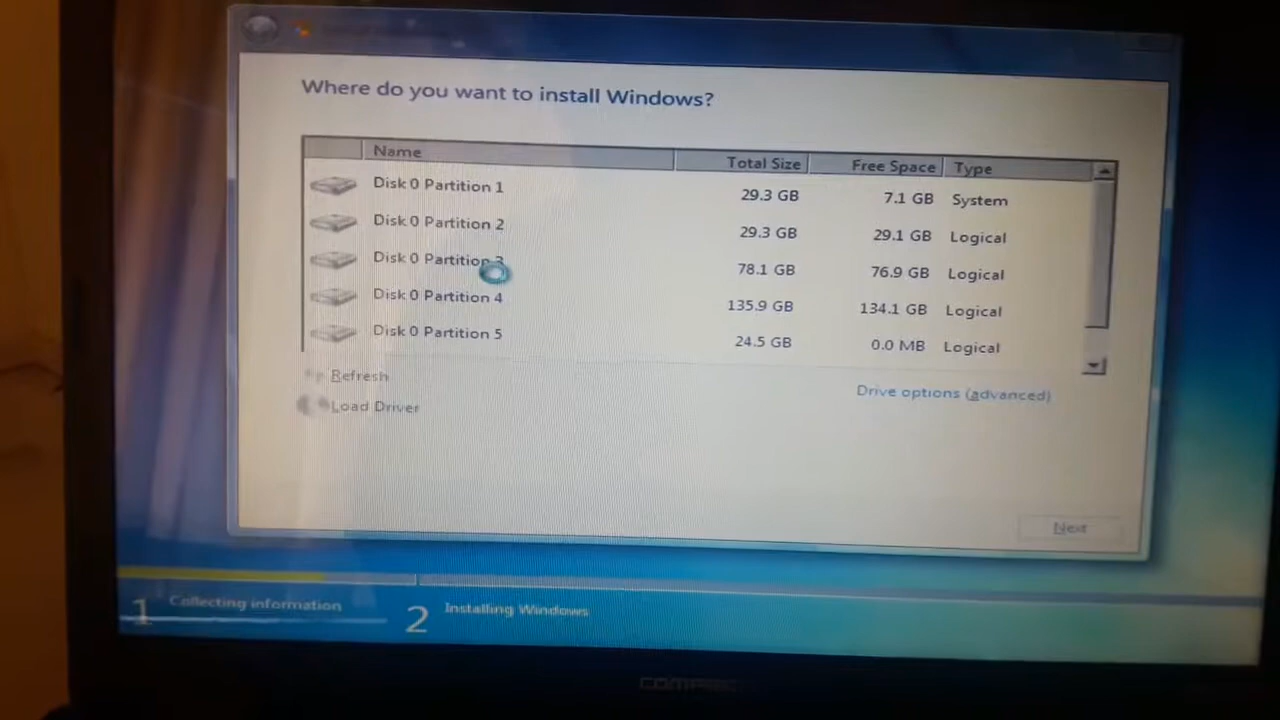 Where do you want to install Windows?
Name Total Size Free Space Type
Disk 0 Partition 1 29.3 GB 7.1 GB System
Disk 0 Partition 2 29.3 GB 29.1 GB Logical
Disk 0 Partition 3 78.1 GB 76.9 GB Logical
Disk 0 Partition 4 135.9 GB 134.1 GB Logical
Disk 0 Partition 5 24.5 GB 0.0 MB Logical
Refresh
Drive options (advanced)
Load Driver
Next
1 Collecting information 2 Installing Windows
COMPAQ